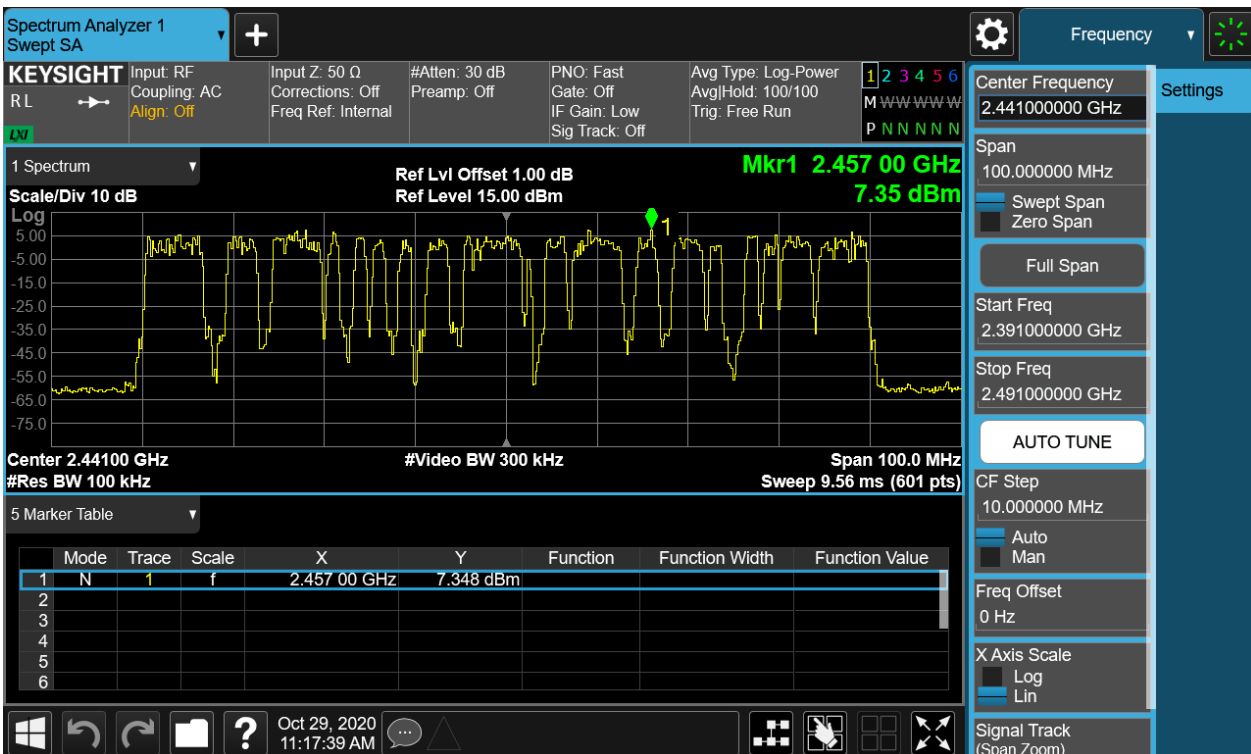 Spectrum Analyzer 1
Swept SA
Frequency
KEYSIGHT
R L
LXI
Input: RF
Coupling: AC
Align: Off
Input Z: 50 Ω
Corrections: Off
Freq Ref: Internal
#Atten: 30 dB
Preamp: Off
PNO: Fast
Gate: Off
IF Gain: Low
Sig Track: Off
Avg Type: Log-Power
Avg|Hold: 100/100
Trig: Free Run
1 2 3 4 5 6
M W W W W W
P N N N N N
1 Spectrum
Scale/Div 10 dB
Ref Lvl Offset 1.00 dB
Ref Level 15.00 dBm
Mkr1 2.457 00 GHz
7.35 dBm
Log
5.00
-5.00
-15.0
-25.0
-35.0
-45.0
-55.0
-65.0
-75.0
1
Center 2.44100 GHz
#Video BW 300 kHz
Span 100.0 MHz
#Res BW 100 kHz
Sweep 9.56 ms (601 pts)
5 Marker Table
Mode Trace Scale X Y Function Function Width Function Value
1 N 1 f 2.457 00 GHz 7.348 dBm
2
3
4
5
6
?
Oct 29, 2020
11:17:39 AM
Center Frequency
2.441000000 GHz
Settings
Span
100.000000 MHz
Swept Span
Zero Span
Full Span
Start Freq
2.391000000 GHz
Stop Freq
2.491000000 GHz
AUTO TUNE
CF Step
10.000000 MHz
Auto
Man
Freq Offset
0 Hz
X Axis Scale
Log
Lin
Signal Track
(Span Zoom)